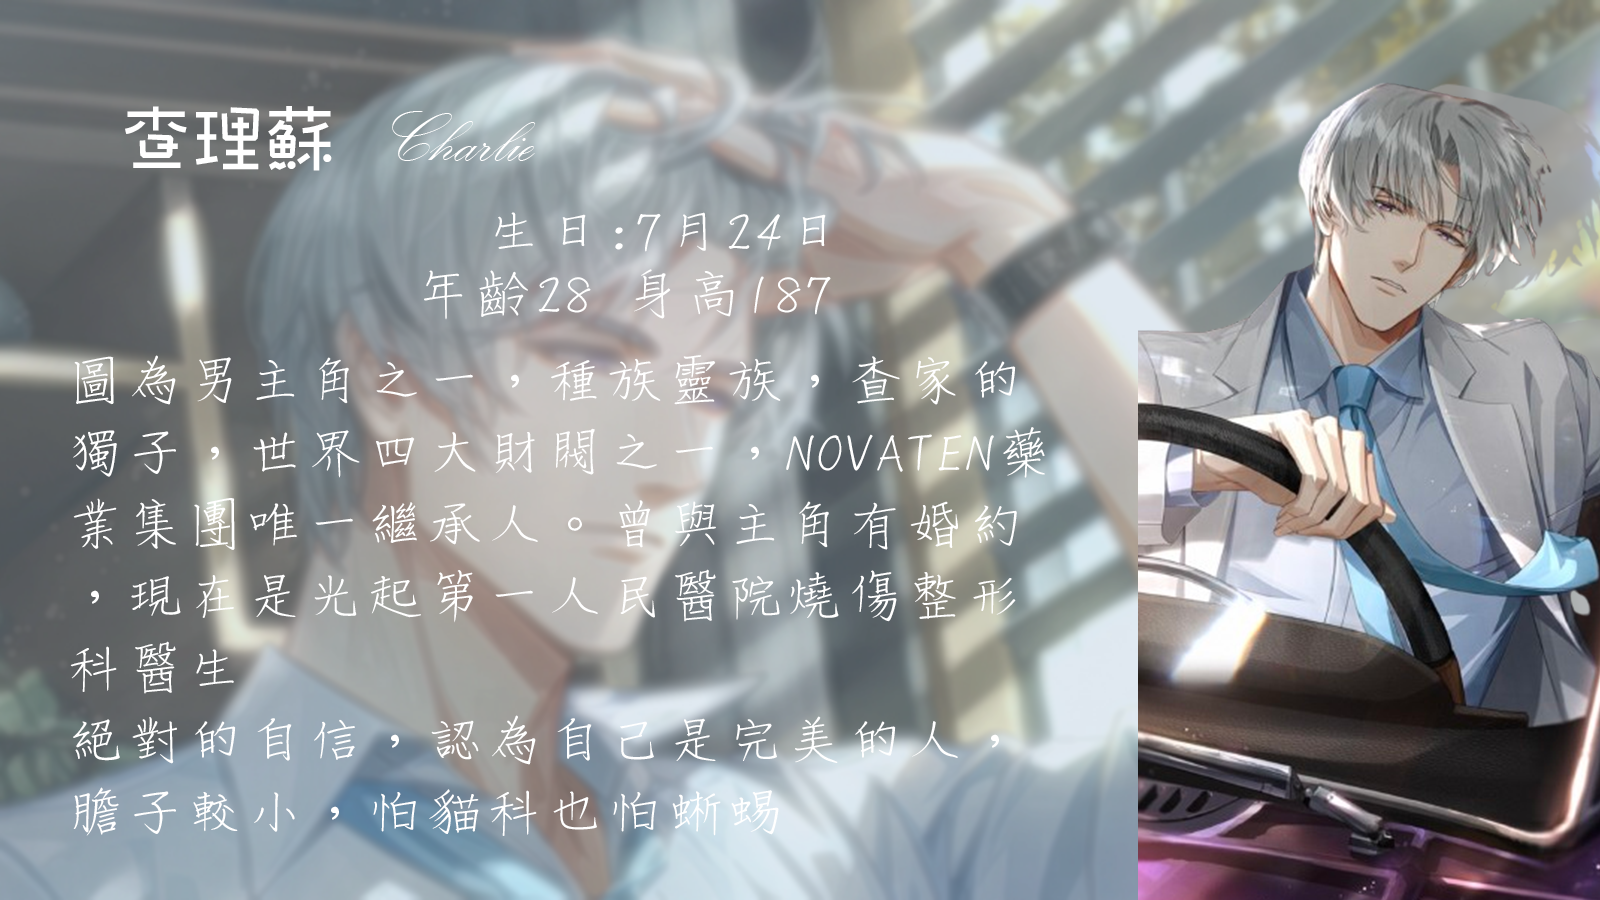 查理蘇 Charlie
生日:7月24日
年齡28 身高187
圖為男主角之一，種族靈族，查家的
獨子，世界四大財閥之一，NOVATEN藥
業集團唯一繼承人。曾與主角有婚約
，現在是光起第一人民醫院燒傷整形
科醫生
絕對的自信，認為自己是完美的人，
膽子較小，怕貓科也怕蜥蜴